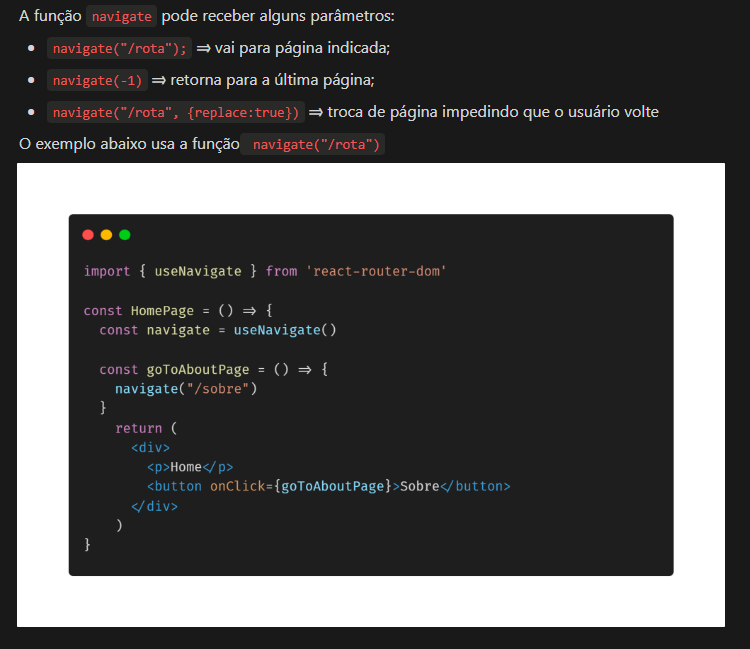 A função navigate pode receber alguns parâmetros:
• navigate("/rota"); ⇒ vai para página indicada;
• navigate(-1) ⇒ retorna para a última página;
• navigate("/rota", {replace:true}) ⇒ troca de página impedindo que o usuário volte
O exemplo abaixo usa a função navigate("/rota")
import { useNavigate } from 'react-router-dom'
const HomePage = () => {
  const navigate = useNavigate()
  const goToAboutPage = () => {
    navigate("/sobre")
  }
    return (
      <div>
        <p>Home</p>
        <button onClick={goToAboutPage}>Sobre</button>
      </div>
    )
}